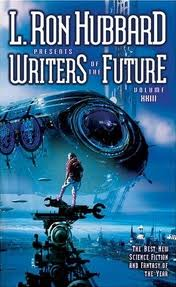 L. RON HUBBARD
PRESENTS
WRITERS
OF THE
FUTURE
VOLUME
XXIII
THE BEST NEW
SCIENCE FICTION
AND FANTASY OF
THE YEAR